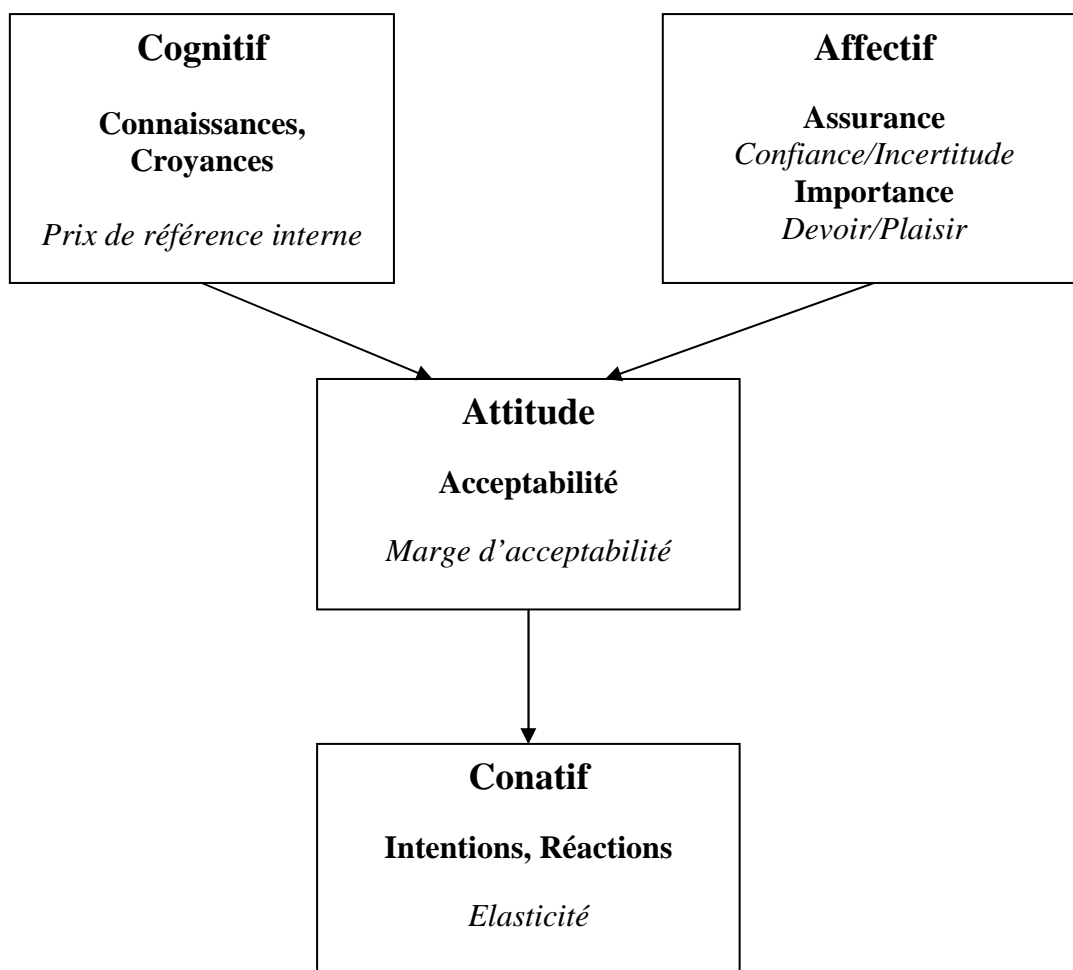 Cognitif
Connaissances,
Croyances
Prix de référence interne
Affectif
Assurance
Confiance/Incertitude
Importance
Devoir/Plaisir
Attitude
Acceptabilité
Marge d’acceptabilité
Conatif
Intentions, Réactions
Elasticité